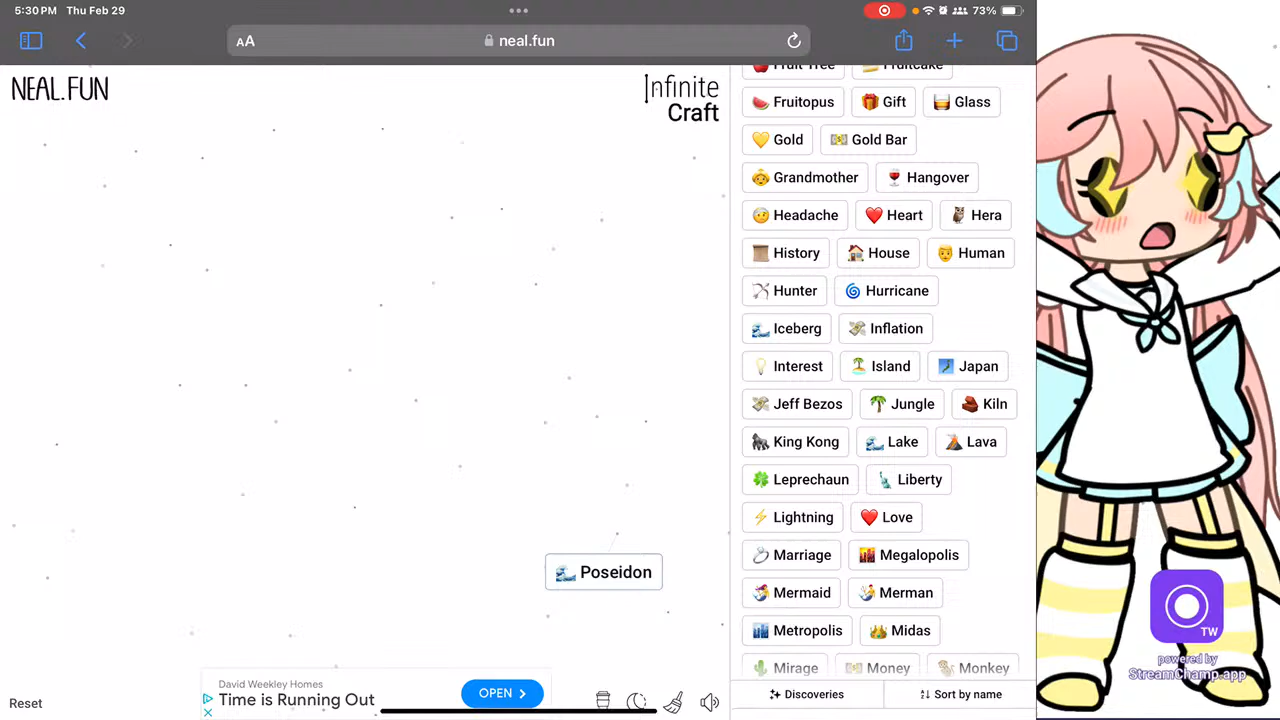 5:30 PM Thu Feb 29
73%
AA
neal.fun
NEAL.FUN
Infinite
Craft
Fruit Tree Fruitcake
Fruitopus Gift Glass
Gold Gold Bar
Grandmother Hangover
Headache Heart Hera
History House Human
Hunter Hurricane
Iceberg Inflation
Interest Island Japan
Jeff Bezos Jungle Kiln
King Kong Lake Lava
Leprechaun Liberty
Lightning Love
Marriage Megalopolis
Mermaid Merman
Metropolis Midas
Mirage Money Monkey
Poseidon
David Weekley Homes
Time is Running Out
OPEN
Reset
Discoveries
Sort by name
TW
powered by
StreamChamp.app